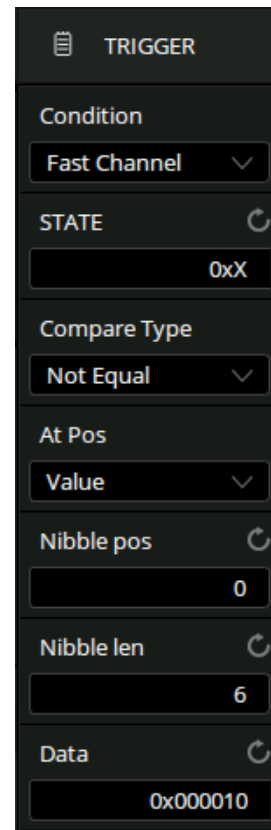 TRIGGER
Condition
Fast Channel
STATE
0xX
Compare Type
Not Equal
At Pos
Value
Nibble pos
0
Nibble len
6
Data
0x000010